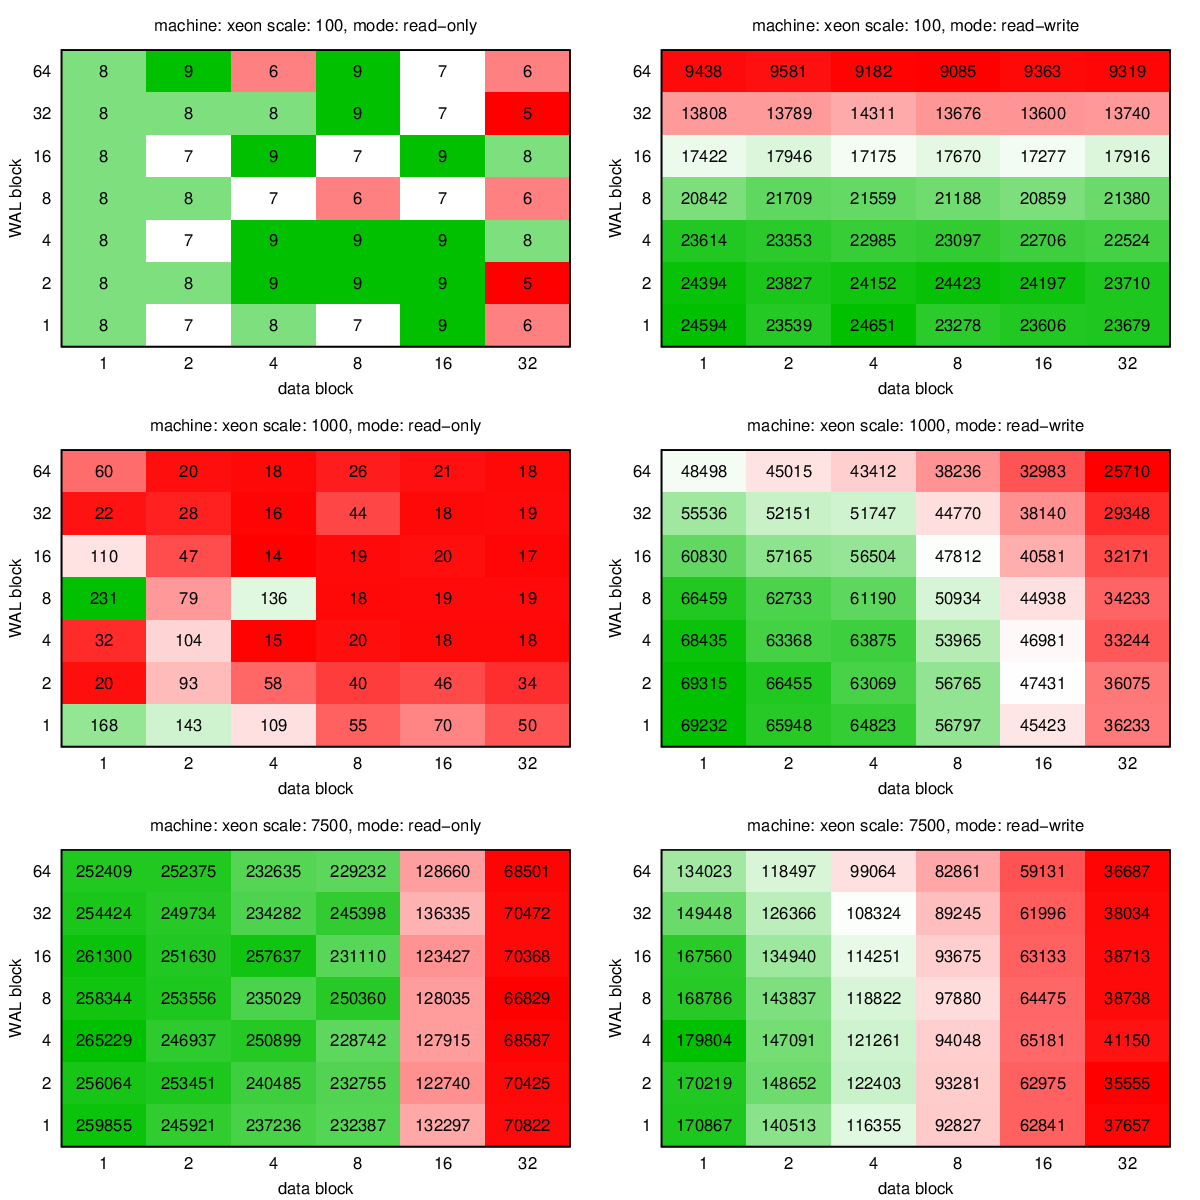 machine: xeon scale: 100, mode: read−only
64 8 9 6 9 7 6
32 8 8 8 9 7 5
16 8 7 9 7 9 8
8 8 8 7 6 7 6
4 8 7 9 9 9 8
2 8 8 9 9 9 5
1 8 7 8 7 9 6
1 2 4 8 16 32
WAL block
data block
machine: xeon scale: 100, mode: read−write
64 9438 9581 9182 9085 9363 9319
32 13808 13789 14311 13676 13600 13740
16 17422 17946 17175 17670 17277 17916
8 20842 21709 21559 21188 20859 21380
4 23614 23353 22985 23097 22706 22524
2 24394 23827 24152 24423 24197 23710
1 24594 23539 24651 23278 23606 23679
1 2 4 8 16 32
WAL block
data block
machine: xeon scale: 1000, mode: read−only
64 60 20 18 26 21 18
32 22 28 16 44 18 19
16 110 47 14 19 20 17
8 231 79 136 18 19 19
4 32 104 15 20 18 18
2 20 93 58 40 46 34
1 168 143 109 55 70 50
1 2 4 8 16 32
WAL block
data block
machine: xeon scale: 1000, mode: read−write
64 48498 45015 43412 38236 32983 25710
32 55536 52151 51747 44770 38140 29348
16 60830 57165 56504 47812 40581 32171
8 66459 62733 61190 50934 44938 34233
4 68435 63368 63875 53965 46981 33244
2 69315 66455 63069 56765 47431 36075
1 69232 65948 64823 56797 45423 36233
1 2 4 8 16 32
WAL block
data block
machine: xeon scale: 7500, mode: read−only
64 252409 252375 232635 229232 128660 68501
32 254424 249734 234282 245398 136335 70472
16 261300 251630 257637 231110 123427 70368
8 258344 253556 235029 250360 128035 66829
4 265229 246937 250899 228742 127915 68587
2 256064 253451 240485 232755 122740 70425
1 259855 245921 237236 232387 132297 70822
1 2 4 8 16 32
WAL block
data block
machine: xeon scale: 7500, mode: read−write
64 134023 118497 99064 82861 59131 36687
32 149448 126366 108324 89245 61996 38034
16 167560 134940 114251 93675 63133 38713
8 168786 143837 118822 97880 64475 38738
4 179804 147091 121261 94048 65181 41150
2 170219 148652 122403 93281 62975 35555
1 170867 140513 116355 92827 62841 37657
1 2 4 8 16 32
WAL block
data block